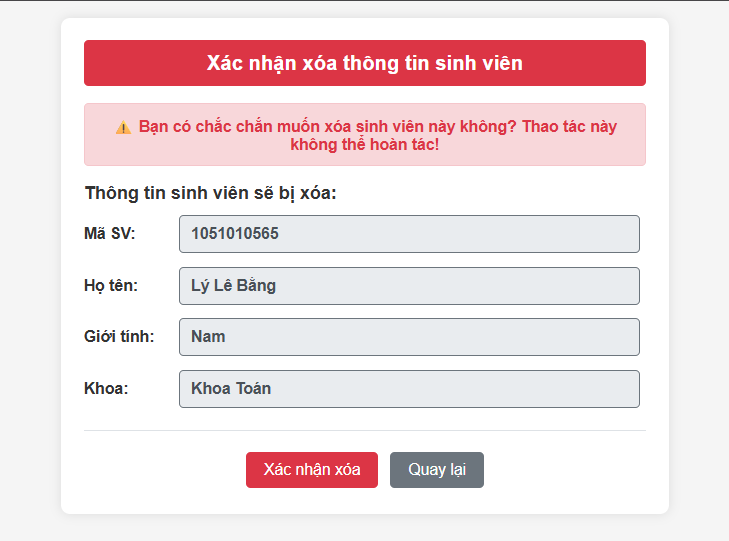 Xác nhận xóa thông tin sinh viên
⚠️ Bạn có chắc chắn muốn xóa sinh viên này không? Thao tác này
không thể hoàn tác!
Thông tin sinh viên sẽ bị xóa:
Mã SV: 1051010565
Họ tên: Lý Lê Bằng
Giới tính: Nam
Khoa: Khoa Toán
Xác nhận xóa Quay lại